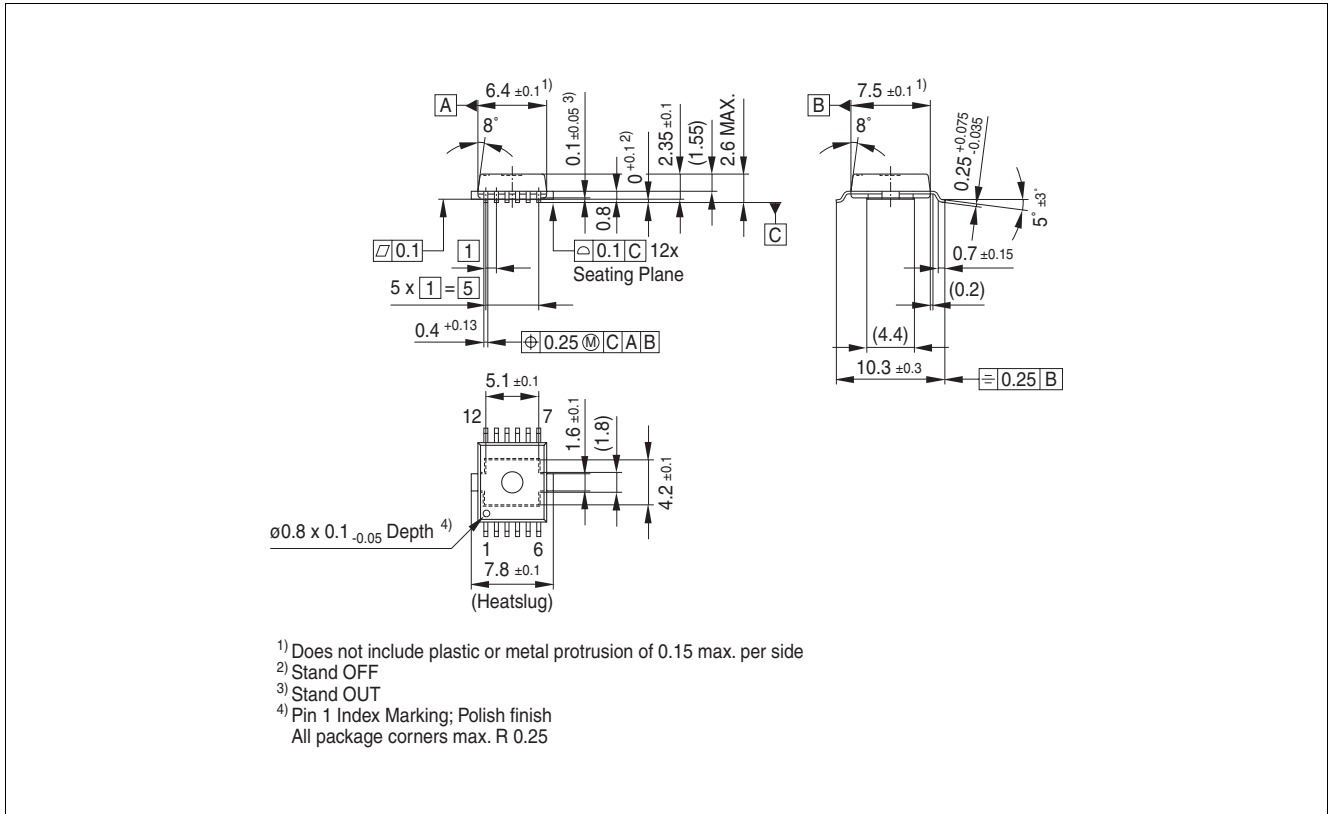 A
6.4 ±0.1 1)
8°
0.1±0.05 3)
0 +0.1 2)
2.35 ±0.1
(1.55)
2.6 MAX.
0.8
C
⏥ 0.1
1
⌓ 0.1 C 12x
Seating Plane
5 x 1 = 5
0.4 +0.13
⌖ 0.25 Ⓜ C A B
B
7.5 ±0.1 1)
8°
0.25 +0.075 -0.035
5° ±3°
0.7 ±0.15
(0.2)
(4.4)
10.3 ±0.3
⌯ 0.25 B
5.1 ±0.1
12
7
1.6 ±0.1
(1.8)
4.2 ±0.1
ø0.8 x 0.1 -0.05 Depth 4)
1
6
7.8 ±0.1
(Heatslug)
1) Does not include plastic or metal protrusion of 0.15 max. per side
2) Stand OFF
3) Stand OUT
4) Pin 1 Index Marking; Polish finish
All package corners max. R 0.25